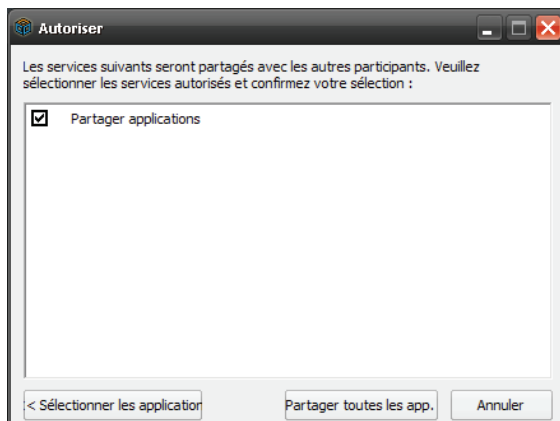 Autoriser
Les services suivants seront partagés avec les autres participants. Veuillez
sélectionner les services autorisés et confirmez votre sélection :
Partager applications
< Sélectionner les application
Partager toutes les app.
Annuler